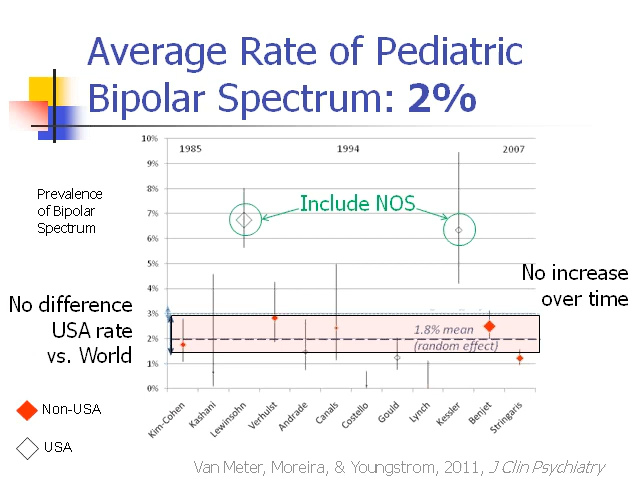 Average Rate of Pediatric
Bipolar Spectrum: 2%
Prevalence
of Bipolar
Spectrum
10%
9%
8%
7%
6%
5%
4%
3%
2%
1%
0%
1985
1994
2007
Include NOS
No increase
over time
No difference
USA rate
vs. World
1.8% mean
(random effect)
Kim-Cohen
Kashani
Lewinsohn
Verhulst
Andrade
Canals
Costello
Gould
Lynch
Kessler
Benjet
Stringaris
Non-USA
USA
Van Meter, Moreira, & Youngstrom, 2011, J Clin Psychiatry